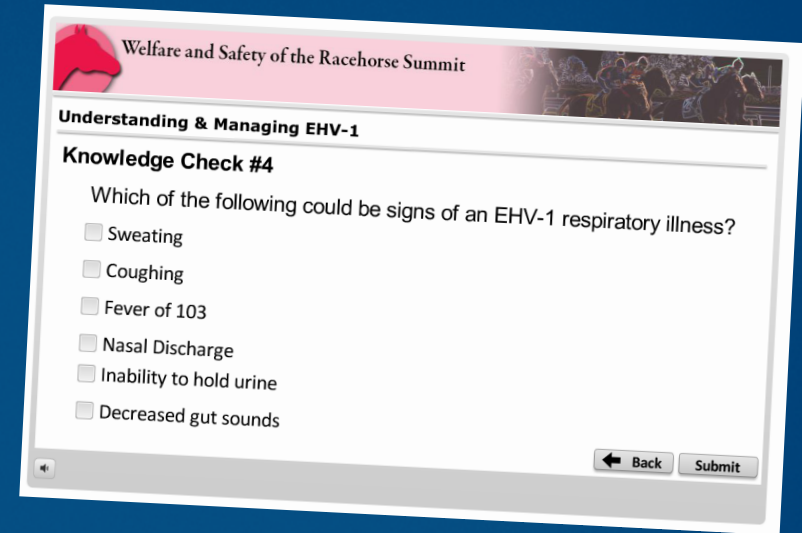 Welfare and Safety of the Racehorse Summit
Understanding & Managing EHV-1
Knowledge Check #4
Which of the following could be signs of an EHV-1 respiratory illness?
Sweating
Coughing
Fever of 103
Nasal Discharge
Inability to hold urine
Decreased gut sounds
Back
Submit